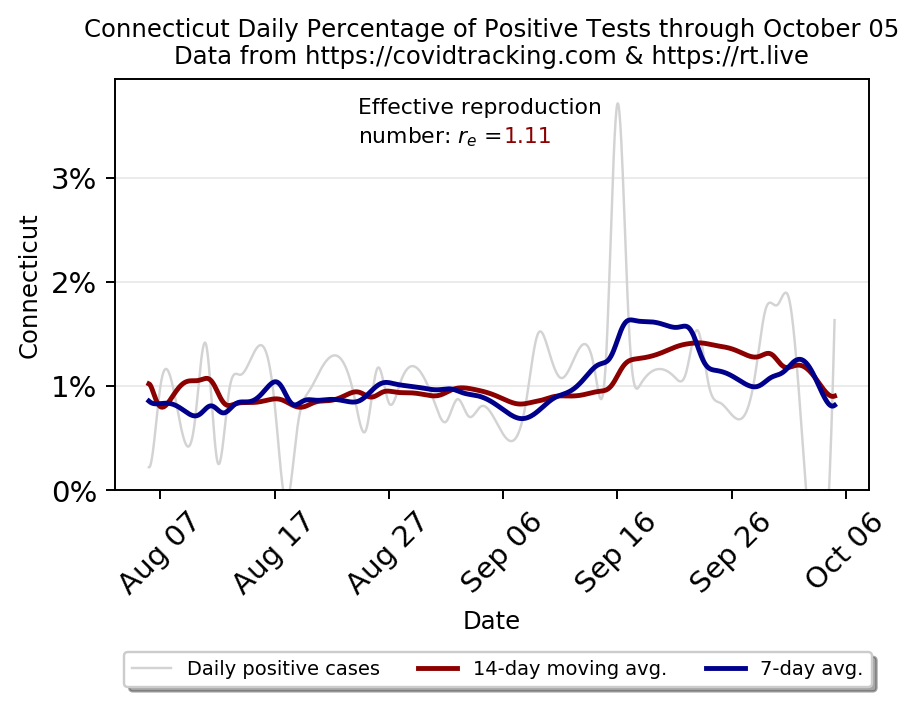 Connecticut Daily Percentage of Positive Tests through October 05
Data from https://covidtracking.com & https://rt.live
Effective reproduction
number: rₑ =1.11
3%
2%
1%
0%
Connecticut
Aug 07
Aug 17
Aug 27
Sep 06
Sep 16
Sep 26
Oct 06
Date
Daily positive cases
14-day moving avg.
7-day avg.